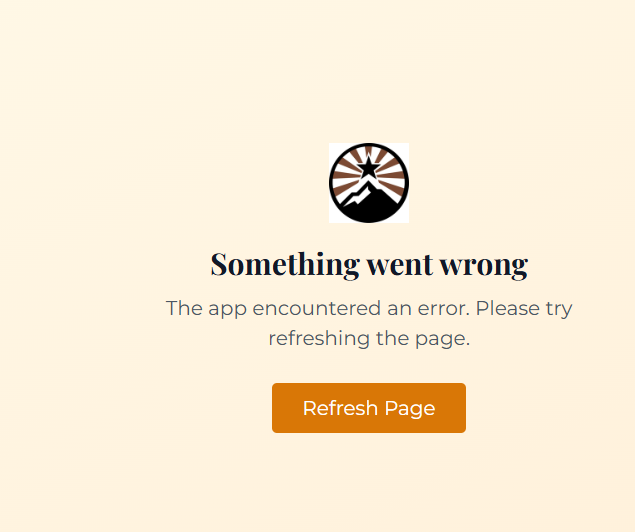 Something went wrong
The app encountered an error. Please try
refreshing the page.
Refresh Page